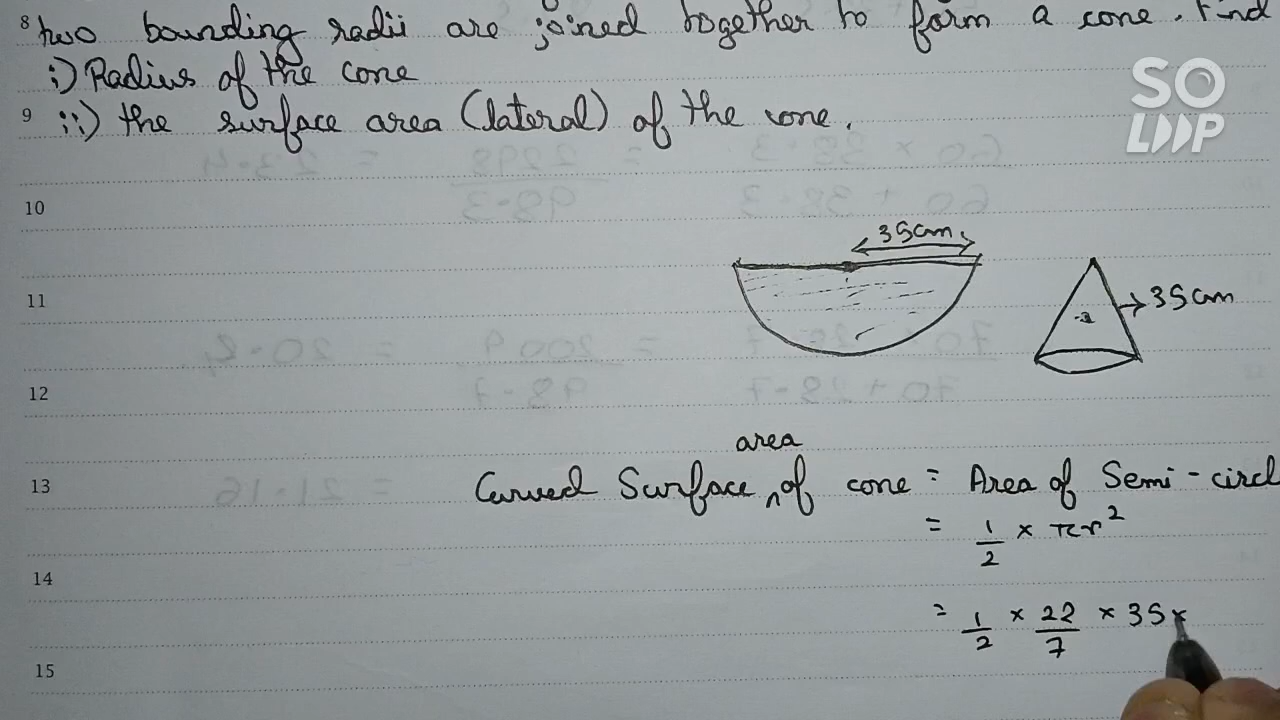 8 two bounding radii are joined together to form a cone. Find
i) Radius of the cone
9 ii) the surface area (lateral) of the cone.
SO LOOP
10
35cm
11
35cm
12
area
13 Curved Surface ^ of cone = Area of Semi-circl
= 1/2 × πr²
14
= 1/2 × 22/7 × 35×
15